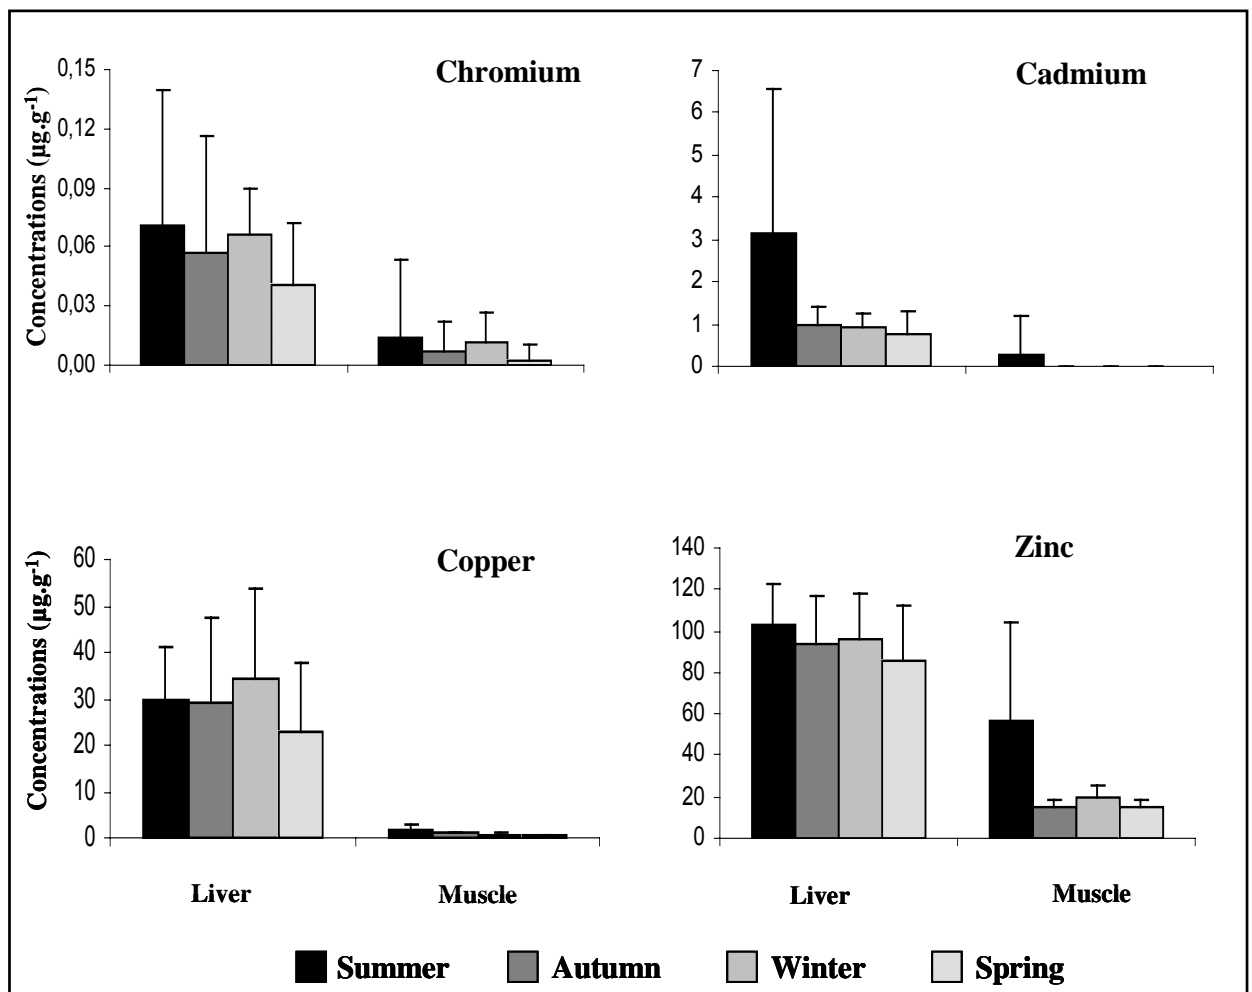 Chromium
Concentrations (µg.g-1)
0,15
0,12
0,09
0,06
0,03
0,00
Cadmium
7
6
5
4
3
2
1
0
Copper
Concentrations (µg.g-1)
60
50
40
30
20
10
0
Liver
Muscle
Zinc
140
120
100
80
60
40
20
0
Liver
Muscle
Summer
Autumn
Winter
Spring